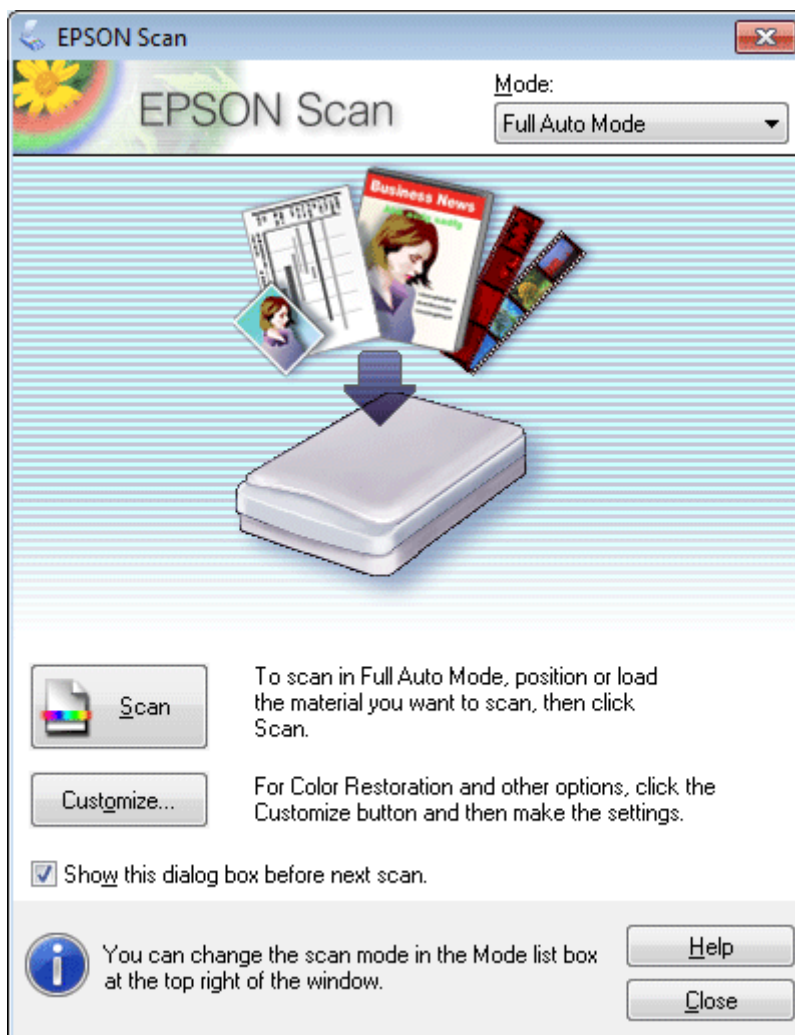 EPSON Scan
EPSON Scan
Mode:
Full Auto Mode
Business News
Scan
To scan in Full Auto Mode, position or load
the material you want to scan, then click
Scan.
Customize...
For Color Restoration and other options, click the
Customize button and then make the settings.
Show this dialog box before next scan.
You can change the scan mode in the Mode list box
at the top right of the window.
Help
Close